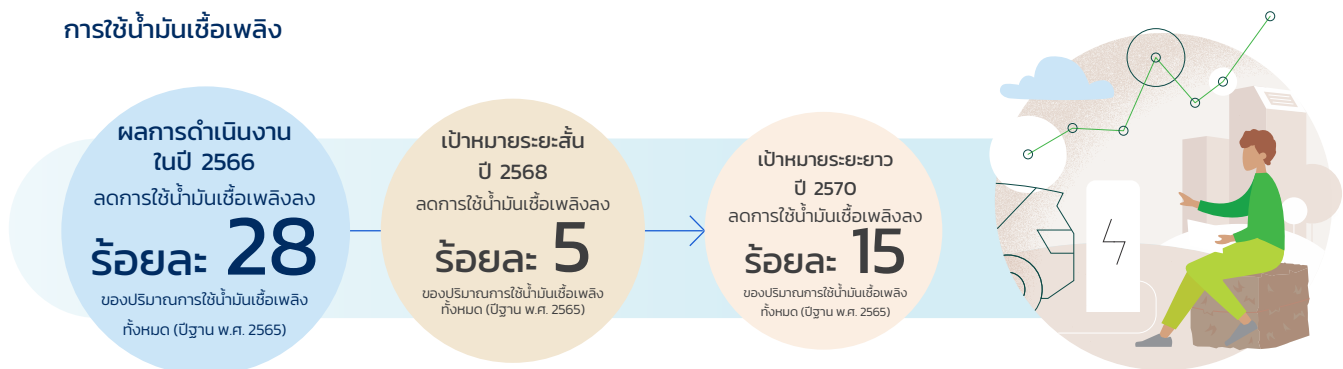 การใช้น้ำมันเชื้อเพลิง
ผลการดำเนินงาน
ในปี 2566
ลดการใช้น้ำมันเชื้อเพลิงลง
ร้อยละ 28
ของปริมาณการใช้น้ำมันเชื้อเพลิง
ทั้งหมด (ปีฐาน พ.ศ. 2565)
เป้าหมายระยะสั้น
ปี 2568
ลดการใช้น้ำมันเชื้อเพลิงลง
ร้อยละ 5
ของปริมาณการใช้น้ำมันเชื้อเพลิง
ทั้งหมด (ปีฐาน พ.ศ. 2565)
เป้าหมายระยะยาว
ปี 2570
ลดการใช้น้ำมันเชื้อเพลิงลง
ร้อยละ 15
ของปริมาณการใช้น้ำมันเชื้อเพลิง
ทั้งหมด (ปีฐาน พ.ศ. 2565)